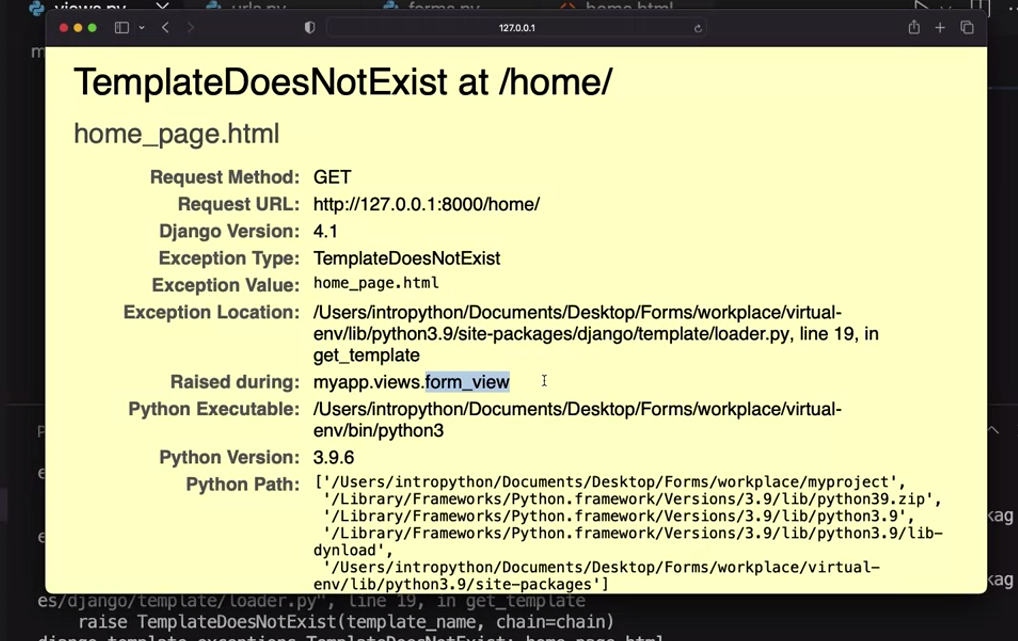 views.py urls.py forms.py home.html
127.0.0.1
TemplateDoesNotExist at /home/
home_page.html
Request Method: GET
Request URL: http://127.0.0.1:8000/home/
Django Version: 4.1
Exception Type: TemplateDoesNotExist
Exception Value: home_page.html
Exception Location: /Users/intropython/Documents/Desktop/Forms/workplace/virtual-
env/lib/python3.9/site-packages/django/template/loader.py, line 19, in
get_template
Raised during: myapp.views.form_view
Python Executable: /Users/intropython/Documents/Desktop/Forms/workplace/virtual-
env/bin/python3
Python Version: 3.9.6
Python Path: ['/Users/intropython/Documents/Desktop/Forms/workplace/myproject',
'/Library/Frameworks/Python.framework/Versions/3.9/lib/python39.zip',
'/Library/Frameworks/Python.framework/Versions/3.9/lib/python3.9',
'/Library/Frameworks/Python.framework/Versions/3.9/lib/python3.9/lib-
dynload',
'/Users/intropython/Documents/Desktop/Forms/workplace/virtual-
env/lib/python3.9/site-packages']
kag
kag
es/django/template/loader.py", line 19, in get_template
raise TemplateDoesNotExist(template_name, chain=chain)
django.template.exceptions.TemplateDoesNotExist: home_page.html